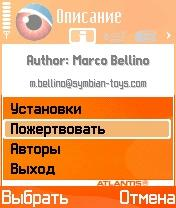 Описание
Author: Marco Bellino
m.bellino@symbian-toys.com
Установки
Пожертвовать
Авторы
Выход
ATLANTIS
Выбрать Отмена